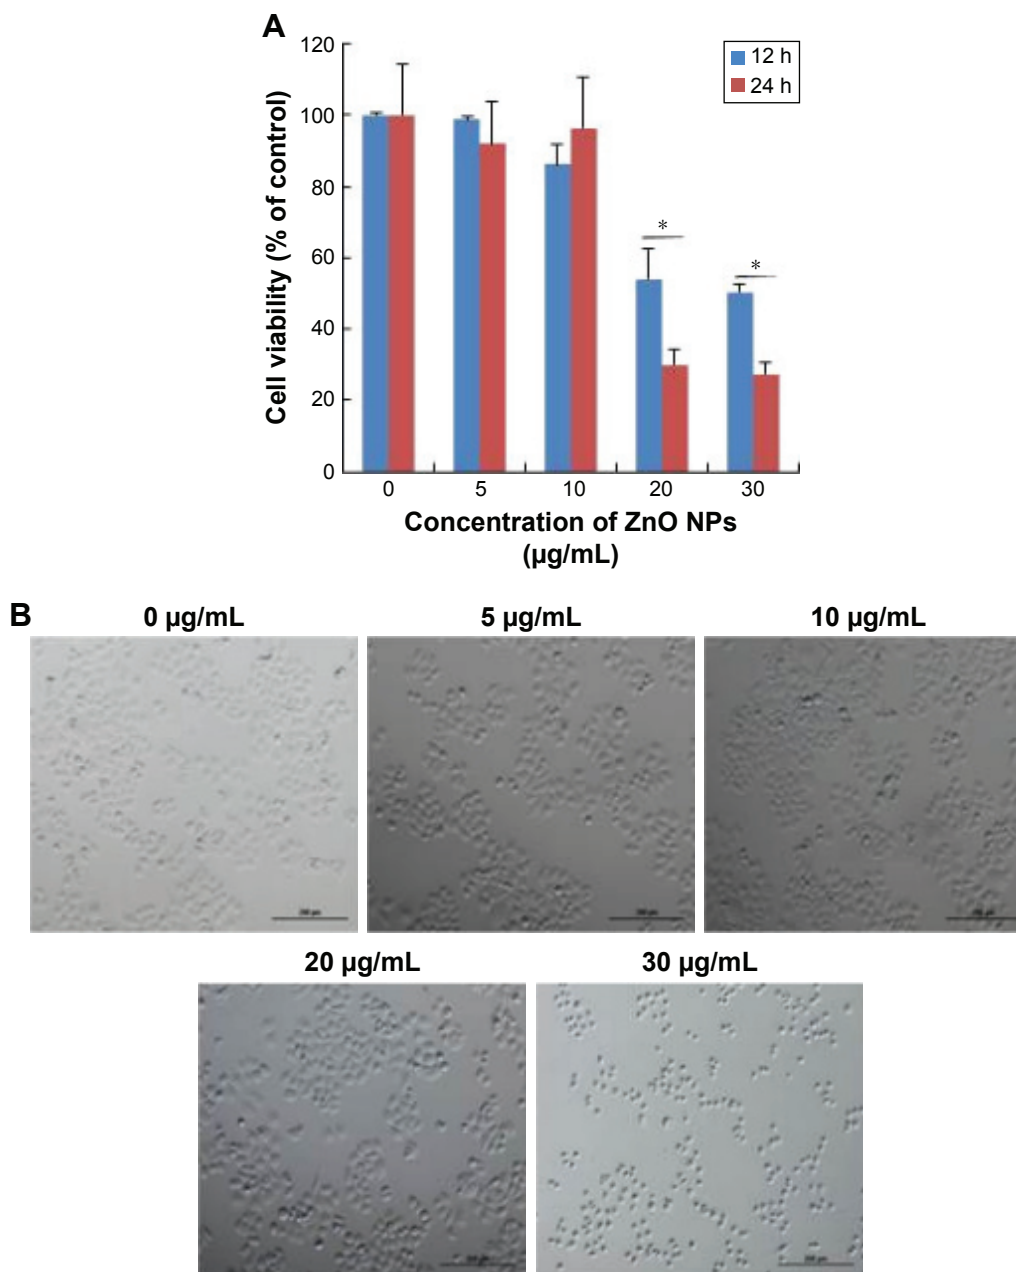 A
120
100
80
60
40
20
0
Cell viability (% of control)
12 h
24 h
*
*
0 5 10 20 30
Concentration of ZnO NPs
(µg/mL)
B
0 µg/mL 5 µg/mL 10 µg/mL
20 µg/mL 30 µg/mL